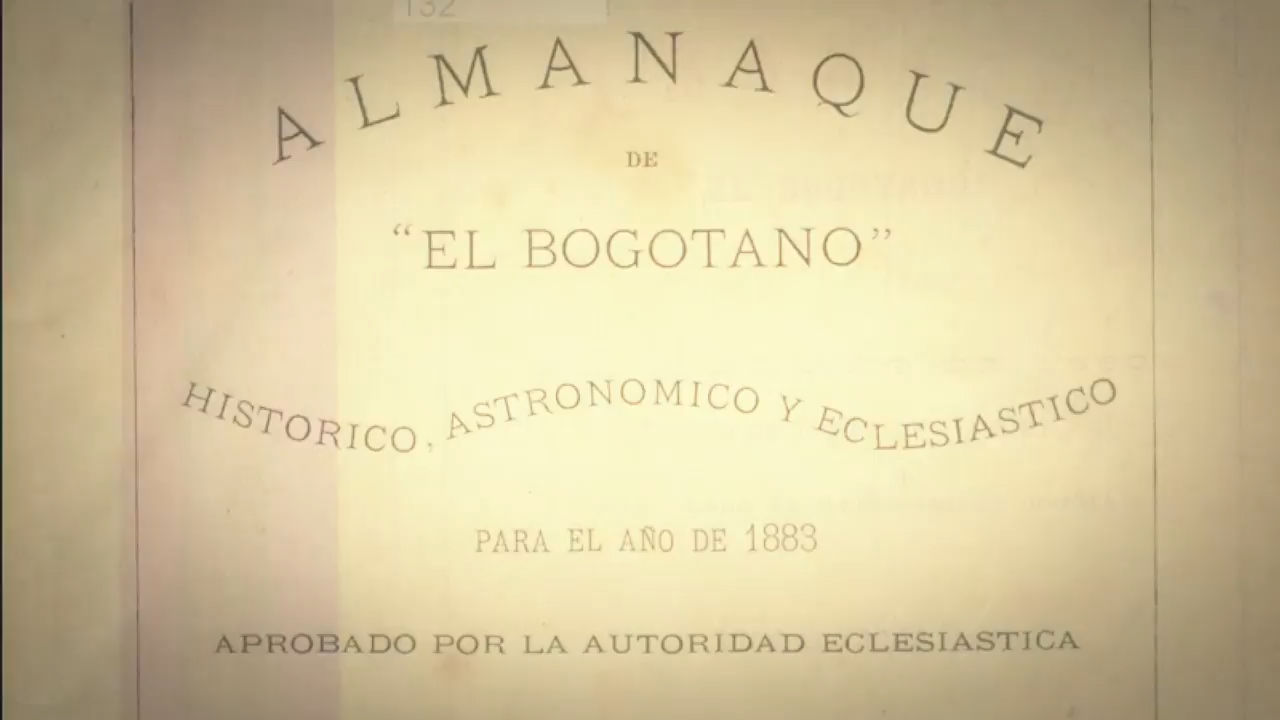 132
ALMANAQUE
DE
“EL BOGOTANO”
HISTORICO, ASTRONOMICO Y ECLESIASTICO
PARA EL AÑO DE 1883
APROBADO POR LA AUTORIDAD ECLESIASTICA